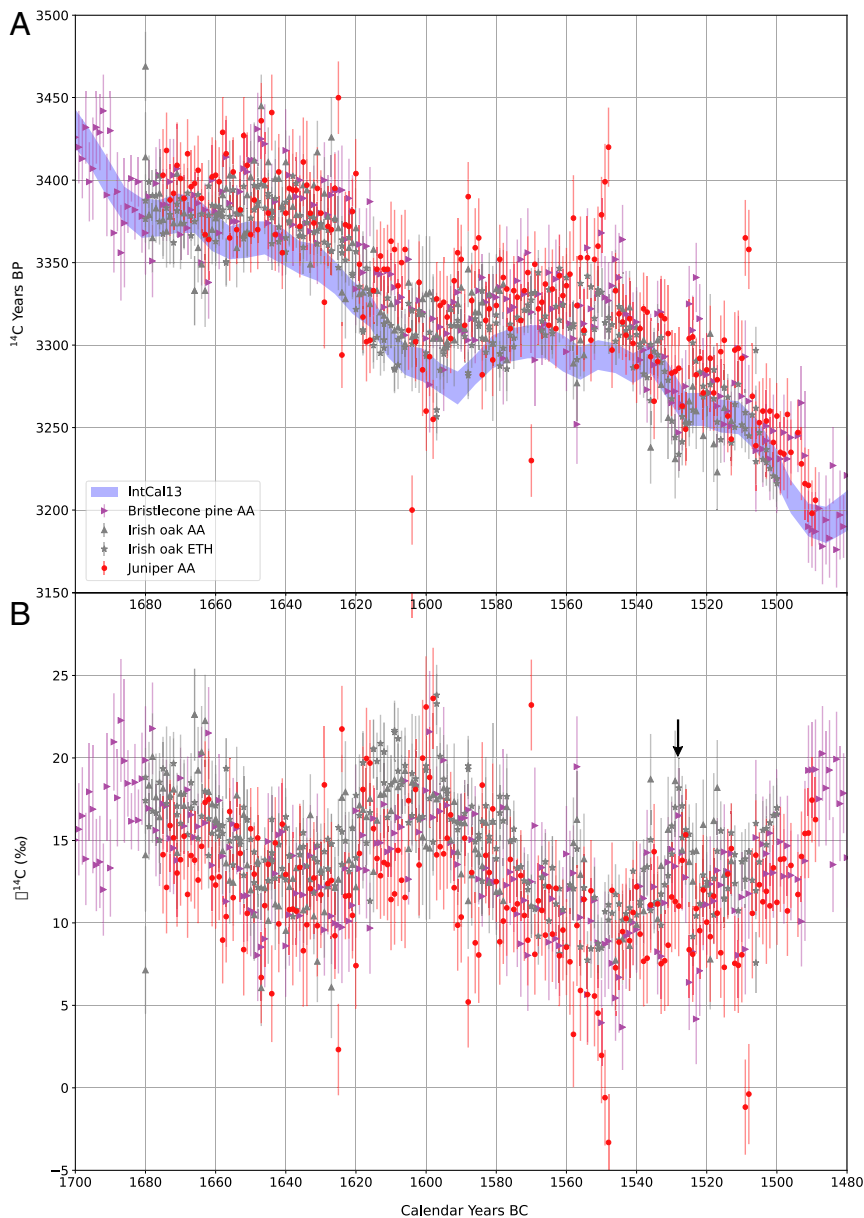 A
3500
3450
3400
3350
3300
3250
3200
3150
¹⁴C Years BP
IntCal13
Bristlecone pine AA
Irish oak AA
Irish oak ETH
Juniper AA
1680 1660 1640 1620 1600 1580 1560 1540 1520 1500
B
25
20
15
10
5
0
−5
□¹⁴C (‰)
1700 1680 1660 1640 1620 1600 1580 1560 1540 1520 1500 1480
Calendar Years BC